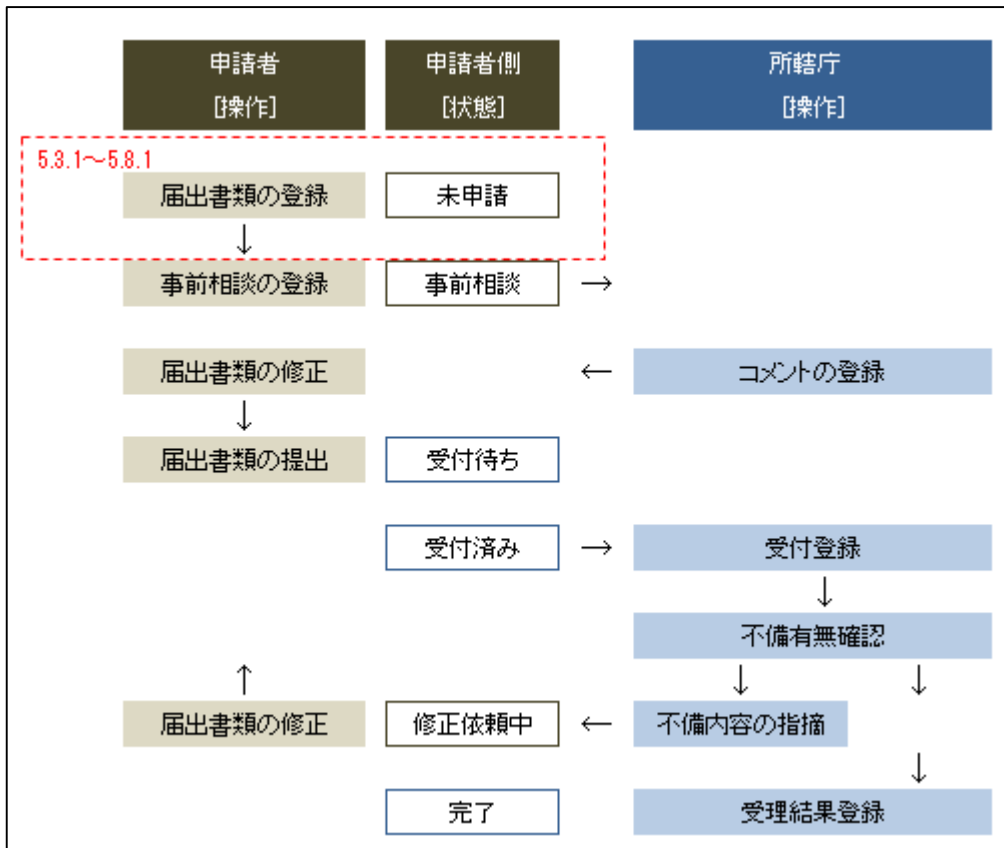 申請者
[操作]
申請者側
[状態]
所轄庁
[操作]
5.3.1～5.8.1
届出書類の登録
未申請
↓
事前相談の登録
事前相談
→
届出書類の修正
←
コメントの登録
↓
届出書類の提出
受付待ち
受付済み
→
受付登録
↓
不備有無確認
↑
↓
↓
届出書類の修正
修正依頼中
←
不備内容の指摘
↓
完了
受理結果登録